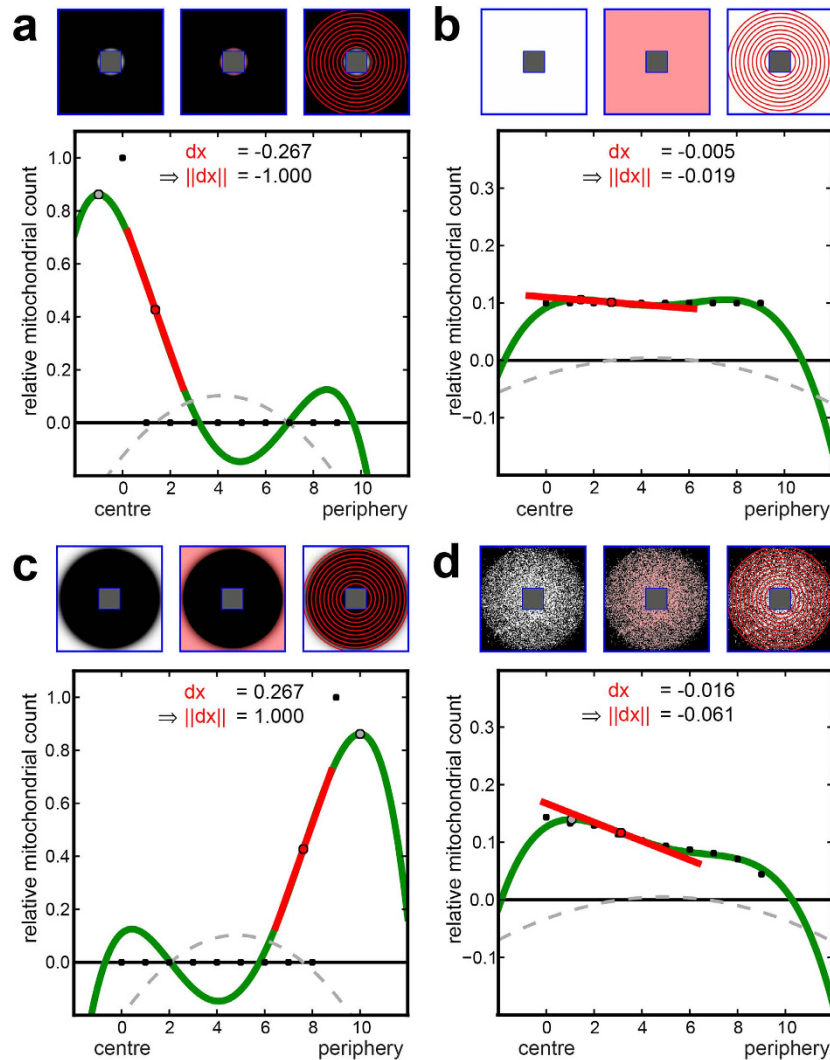 a
dx = -0.267
⇒ ||dx|| = -1.000
relative mitochondrial count
1.0
0.8
0.6
0.4
0.2
0.0
0 2 4 6 8 10
centre periphery
b
dx = -0.005
⇒ ||dx|| = -0.019
relative mitochondrial count
0.3
0.2
0.1
0.0
−0.1
0 2 4 6 8 10
centre periphery
c
dx = 0.267
⇒ ||dx|| = 1.000
relative mitochondrial count
1.0
0.8
0.6
0.4
0.2
0.0
0 2 4 6 8 10
centre periphery
d
dx = -0.016
⇒ ||dx|| = -0.061
relative mitochondrial count
0.3
0.2
0.1
0.0
−0.1
0 2 4 6 8 10
centre periphery